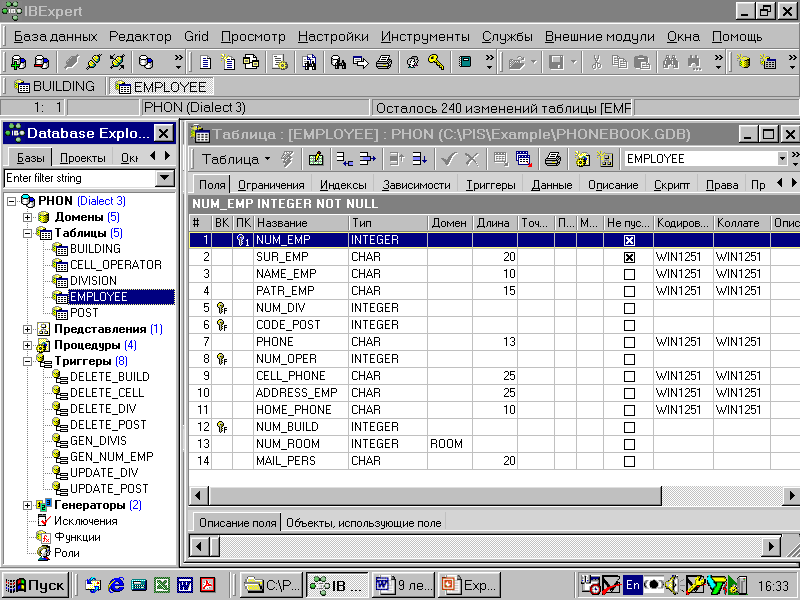 IBExpert
База данных Редактор Grid Просмотр Настройки Инструменты Службы Внешние модули Окна Помощь
BUILDING EMPLOYEE
1: 1 PHON (Dialect 3) Осталось 240 изменений таблицы [EMF
Database Explo...
Базы Проекты Окн
Enter filter string
PHON (Dialect 3)
Домены (5)
Таблицы (5)
BUILDING
CELL_OPERATOR
DIVISION
EMPLOYEE
POST
Представления (1)
Процедуры (4)
Триггеры (8)
DELETE_BUILD
DELETE_CELL
DELETE_DIV
DELETE_POST
GEN_DIVIS
GEN_NUM_EMP
UPDATE_DIV
UPDATE_POST
Генераторы (2)
Исключения
Функции
Роли
Таблица : [EMPLOYEE] : PHON (C:\PIS\Example\PHONEBOOK.GDB)
Таблица EMPLOYEE
Поля Ограничения Индексы Зависимости Триггеры Данные Описание Скрипт Права Пр
NUM_EMP INTEGER NOT NULL
# ВК ПК Название Тип Домен Длина Точ... П... М... Не пус... Кодиров... Коллате Опис
1 1 NUM_EMP INTEGER
2 SUR_EMP CHAR 20 WIN1251 WIN1251
3 NAME_EMP CHAR 10 WIN1251 WIN1251
4 PATR_EMP CHAR 15 WIN1251 WIN1251
5 F NUM_DIV INTEGER
6 F CODE_POST INTEGER
7 PHONE CHAR 13 WIN1251 WIN1251
8 F NUM_OPER INTEGER
9 CELL_PHONE CHAR 25 WIN1251 WIN1251
10 ADDRESS_EMP CHAR 25 WIN1251 WIN1251
11 HOME_PHONE CHAR 10 WIN1251 WIN1251
12 F NUM_BUILD INTEGER
13 NUM_ROOM INTEGER ROOM
14 MAIL_PERS CHAR 20
Описание поля Объекты, использующие поле
Пуск C:\P... IB ... 9 ле... Exp... En 16:33